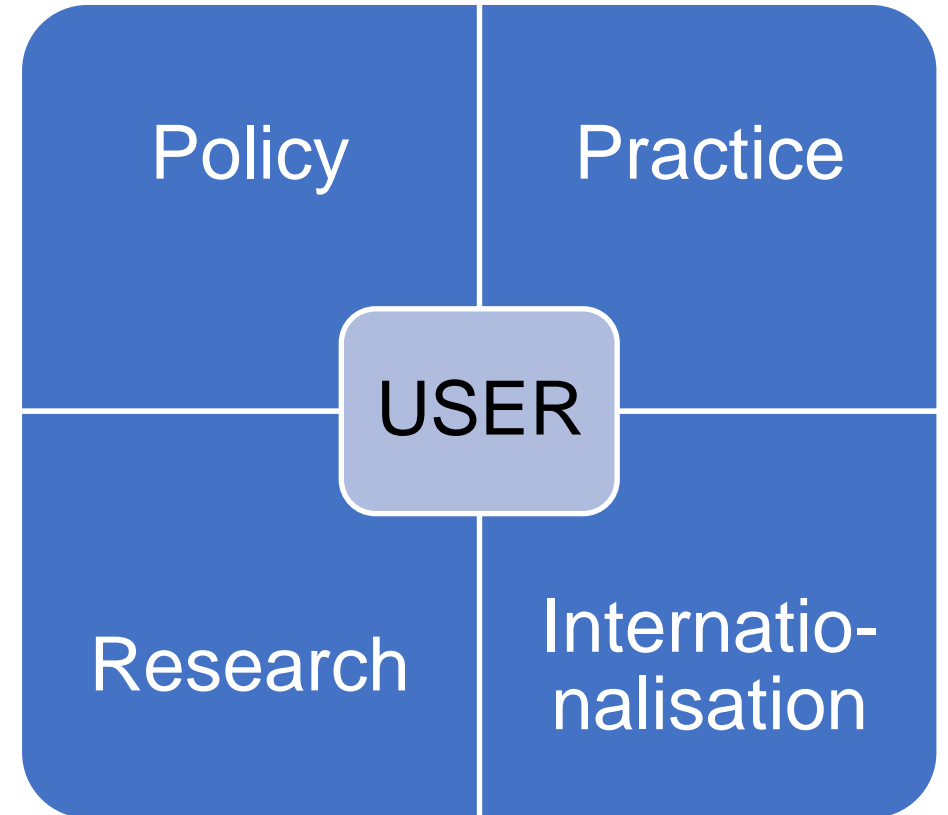 Policy
Practice
USER
Research
Internatio-
nalisation